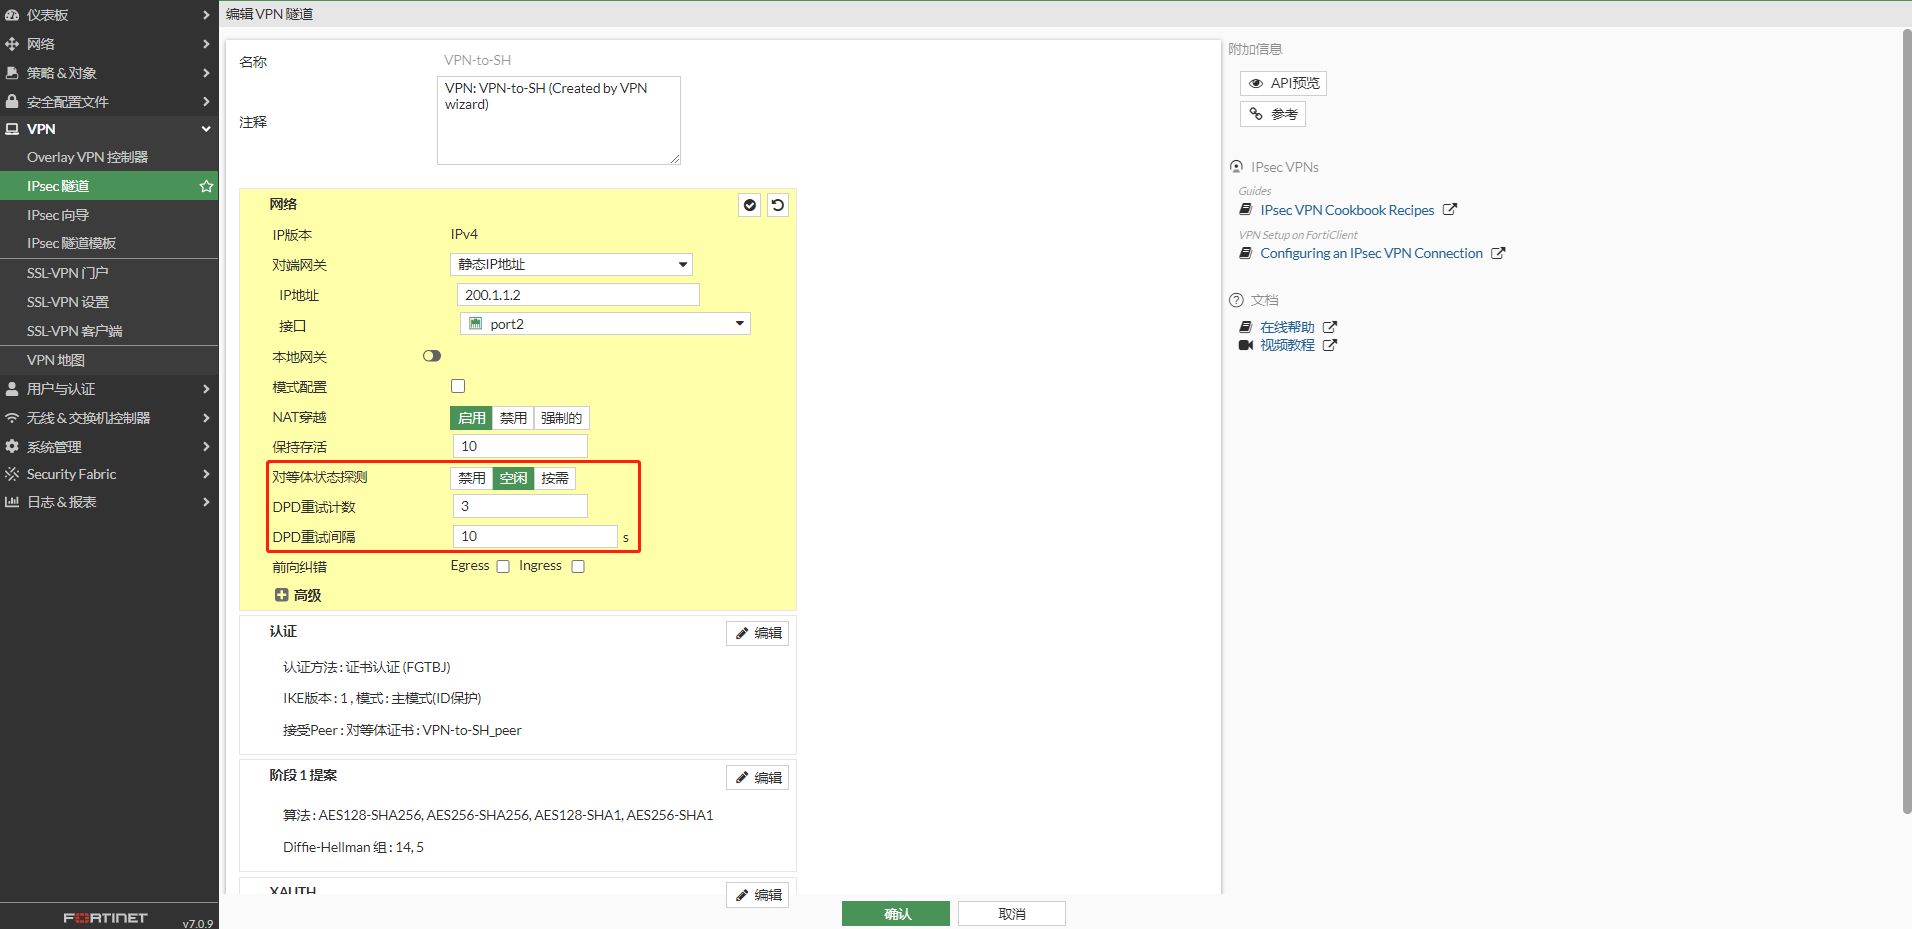 仪表板
网络
策略 & 对象
安全配置文件
VPN
Overlay VPN 控制器
IPsec 隧道
IPsec 向导
IPsec 隧道模板
SSL-VPN 门户
SSL-VPN 设置
SSL-VPN 客户端
VPN 地图
用户与认证
无线 & 交换机控制器
系统管理
Security Fabric
日志 & 报表
FORTINET
v7.0.9
编辑 VPN 隧道
名称 VPN-to-SH
注释 VPN: VPN-to-SH (Created by VPN
wizard)
网络
IP版本 IPv4
对端网关 静态IP地址
IP地址 200.1.1.2
接口 port2
本地网关
模式配置
NAT穿越 启用 禁用 强制的
保持存活 10
对等体状态探测 禁用 空闲 按需
DPD重试计数 3
DPD重试间隔 10 s
前向纠错 Egress Ingress
高级
认证 编辑
认证方法 : 证书认证 (FGTBJ)
IKE版本 : 1 , 模式 : 主模式(ID保护)
接受Peer : 对等体证书 : VPN-to-SH_peer
阶段 1 提案 编辑
算法 : AES128-SHA256, AES256-SHA256, AES128-SHA1, AES256-SHA1
Diffie-Hellman 组 : 14, 5
XAUTH 编辑
确认 取消
附加信息
API预览
参考
IPsec VPNs
Guides
IPsec VPN Cookbook Recipes
VPN Setup on FortiClient
Configuring an IPsec VPN Connection
文档
在线帮助
视频教程